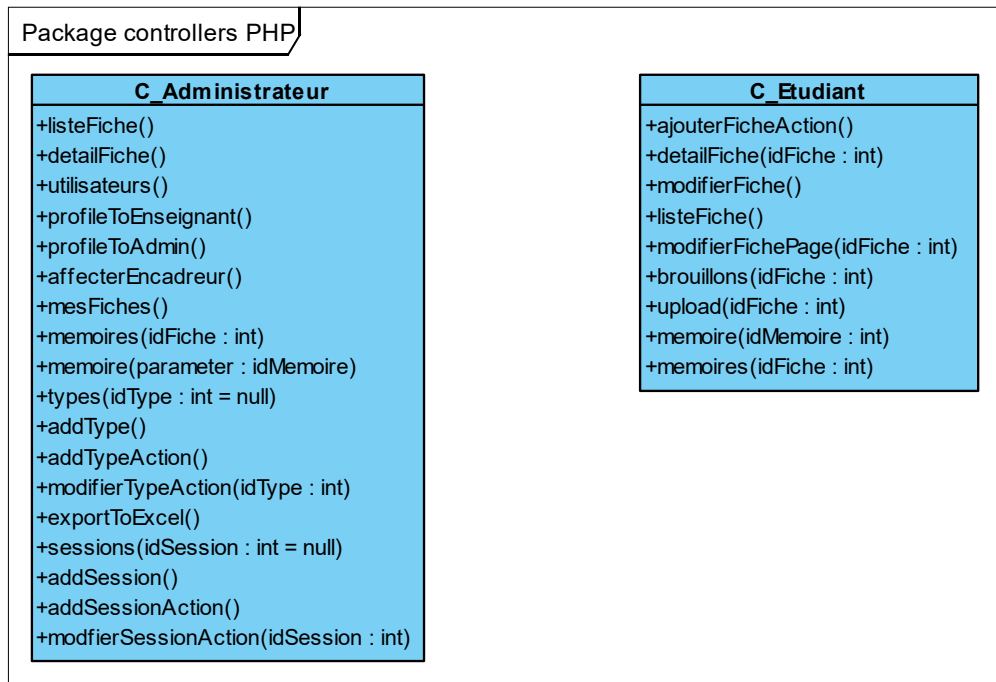 Package controllers PHP
C_Administrateur
+listeFiche()
+detailFiche()
+utilisateurs()
+profileToEnseignant()
+profileToAdmin()
+affecterEncadreur()
+mesFiches()
+memoires(idFiche : int)
+memoire(parameter : idMemoire)
+types(idType : int = null)
+addType()
+addTypeAction()
+modifierTypeAction(idType : int)
+exportToExcel()
+sessions(idSession : int = null)
+addSession()
+addSessionAction()
+modfierSessionAction(idSession : int)
C_Etudiant
+ajouterFicheAction()
+detailFiche(idFiche : int)
+modifierFiche()
+listeFiche()
+modifierFichePage(idFiche : int)
+brouillons(idFiche : int)
+upload(idFiche : int)
+memoire(idMemoire : int)
+memoires(idFiche : int)